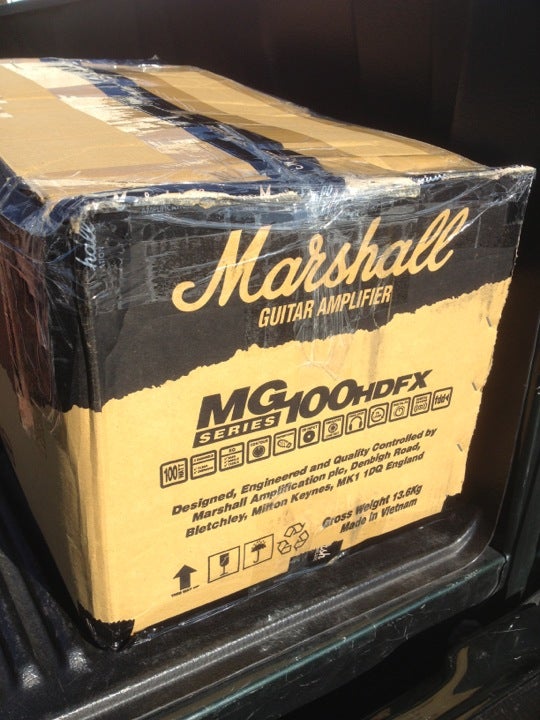 Marshall
GUITAR AMPLIFIER
MG100HDFX
SERIES
100
Designed, Engineered and Quality Controlled by
Marshall Amplification plc, Denbigh Road,
Bletchley, Milton Keynes, MK1 1DQ England
Gross Weight 13.6Kg
Made in Vietnam